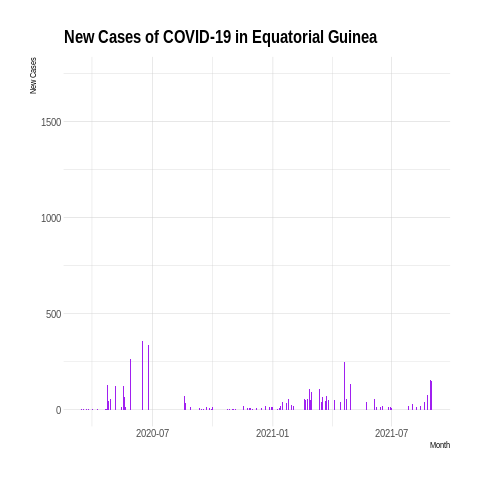 New Cases of COVID-19 in Equatorial Guinea
New Cases
1500
1000
500
0
2020-07
2021-01
2021-07
Month